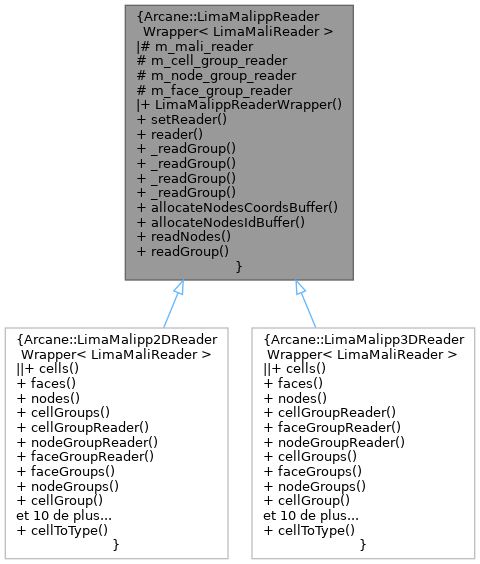 {Arcane::LimaMalippReader
Wrapper< LimaMaliReader >
|# m_mali_reader
# m_cell_group_reader
# m_node_group_reader
# m_face_group_reader
|+ LimaMalippReaderWrapper()
+ setReader()
+ reader()
+ _readGroup()
+ _readGroup()
+ _readGroup()
+ _readGroup()
+ allocateNodesCoordsBuffer()
+ allocateNodesIdBuffer()
+ readNodes()
+ readGroup()
}
{Arcane::LimaMalipp2DReader
Wrapper< LimaMaliReader >
||+ cells()
+ faces()
+ nodes()
+ cellGroups()
+ cellGroupReader()
+ nodeGroupReader()
+ faceGroupReader()
+ faceGroups()
+ nodeGroups()
+ cellGroup()
et 10 de plus...
+ cellToType()
}
{Arcane::LimaMalipp3DReader
Wrapper< LimaMaliReader >
||+ cells()
+ faces()
+ nodes()
+ cellGroupReader()
+ faceGroupReader()
+ nodeGroupReader()
+ cellGroups()
+ faceGroups()
+ nodeGroups()
+ cellGroup()
et 10 de plus...
+ cellToType()
}